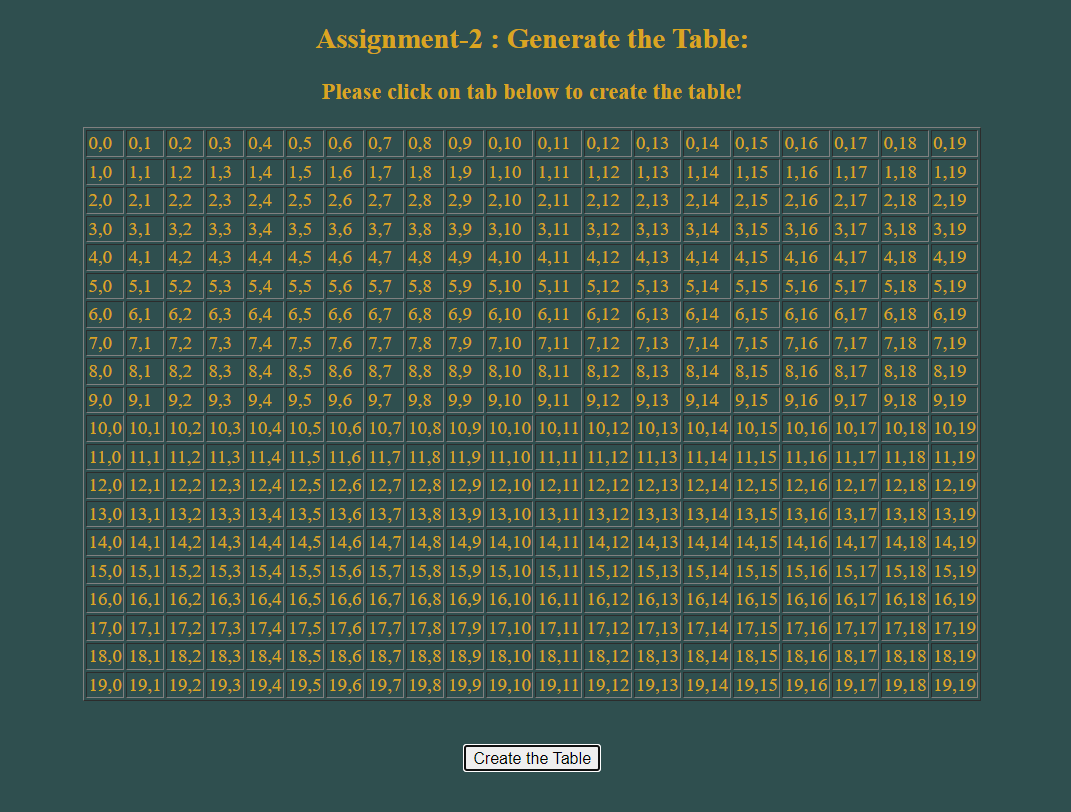 Assignment-2 : Generate the Table:
Please click on tab below to create the table!
0,0 0,1 0,2 0,3 0,4 0,5 0,6 0,7 0,8 0,9 0,10 0,11 0,12 0,13 0,14 0,15 0,16 0,17 0,18 0,19
1,0 1,1 1,2 1,3 1,4 1,5 1,6 1,7 1,8 1,9 1,10 1,11 1,12 1,13 1,14 1,15 1,16 1,17 1,18 1,19
2,0 2,1 2,2 2,3 2,4 2,5 2,6 2,7 2,8 2,9 2,10 2,11 2,12 2,13 2,14 2,15 2,16 2,17 2,18 2,19
3,0 3,1 3,2 3,3 3,4 3,5 3,6 3,7 3,8 3,9 3,10 3,11 3,12 3,13 3,14 3,15 3,16 3,17 3,18 3,19
4,0 4,1 4,2 4,3 4,4 4,5 4,6 4,7 4,8 4,9 4,10 4,11 4,12 4,13 4,14 4,15 4,16 4,17 4,18 4,19
5,0 5,1 5,2 5,3 5,4 5,5 5,6 5,7 5,8 5,9 5,10 5,11 5,12 5,13 5,14 5,15 5,16 5,17 5,18 5,19
6,0 6,1 6,2 6,3 6,4 6,5 6,6 6,7 6,8 6,9 6,10 6,11 6,12 6,13 6,14 6,15 6,16 6,17 6,18 6,19
7,0 7,1 7,2 7,3 7,4 7,5 7,6 7,7 7,8 7,9 7,10 7,11 7,12 7,13 7,14 7,15 7,16 7,17 7,18 7,19
8,0 8,1 8,2 8,3 8,4 8,5 8,6 8,7 8,8 8,9 8,10 8,11 8,12 8,13 8,14 8,15 8,16 8,17 8,18 8,19
9,0 9,1 9,2 9,3 9,4 9,5 9,6 9,7 9,8 9,9 9,10 9,11 9,12 9,13 9,14 9,15 9,16 9,17 9,18 9,19
10,0 10,1 10,2 10,3 10,4 10,5 10,6 10,7 10,8 10,9 10,10 10,11 10,12 10,13 10,14 10,15 10,16 10,17 10,18 10,19
11,0 11,1 11,2 11,3 11,4 11,5 11,6 11,7 11,8 11,9 11,10 11,11 11,12 11,13 11,14 11,15 11,16 11,17 11,18 11,19
12,0 12,1 12,2 12,3 12,4 12,5 12,6 12,7 12,8 12,9 12,10 12,11 12,12 12,13 12,14 12,15 12,16 12,17 12,18 12,19
13,0 13,1 13,2 13,3 13,4 13,5 13,6 13,7 13,8 13,9 13,10 13,11 13,12 13,13 13,14 13,15 13,16 13,17 13,18 13,19
14,0 14,1 14,2 14,3 14,4 14,5 14,6 14,7 14,8 14,9 14,10 14,11 14,12 14,13 14,14 14,15 14,16 14,17 14,18 14,19
15,0 15,1 15,2 15,3 15,4 15,5 15,6 15,7 15,8 15,9 15,10 15,11 15,12 15,13 15,14 15,15 15,16 15,17 15,18 15,19
16,0 16,1 16,2 16,3 16,4 16,5 16,6 16,7 16,8 16,9 16,10 16,11 16,12 16,13 16,14 16,15 16,16 16,17 16,18 16,19
17,0 17,1 17,2 17,3 17,4 17,5 17,6 17,7 17,8 17,9 17,10 17,11 17,12 17,13 17,14 17,15 17,16 17,17 17,18 17,19
18,0 18,1 18,2 18,3 18,4 18,5 18,6 18,7 18,8 18,9 18,10 18,11 18,12 18,13 18,14 18,15 18,16 18,17 18,18 18,19
19,0 19,1 19,2 19,3 19,4 19,5 19,6 19,7 19,8 19,9 19,10 19,11 19,12 19,13 19,14 19,15 19,16 19,17 19,18 19,19
Create the Table